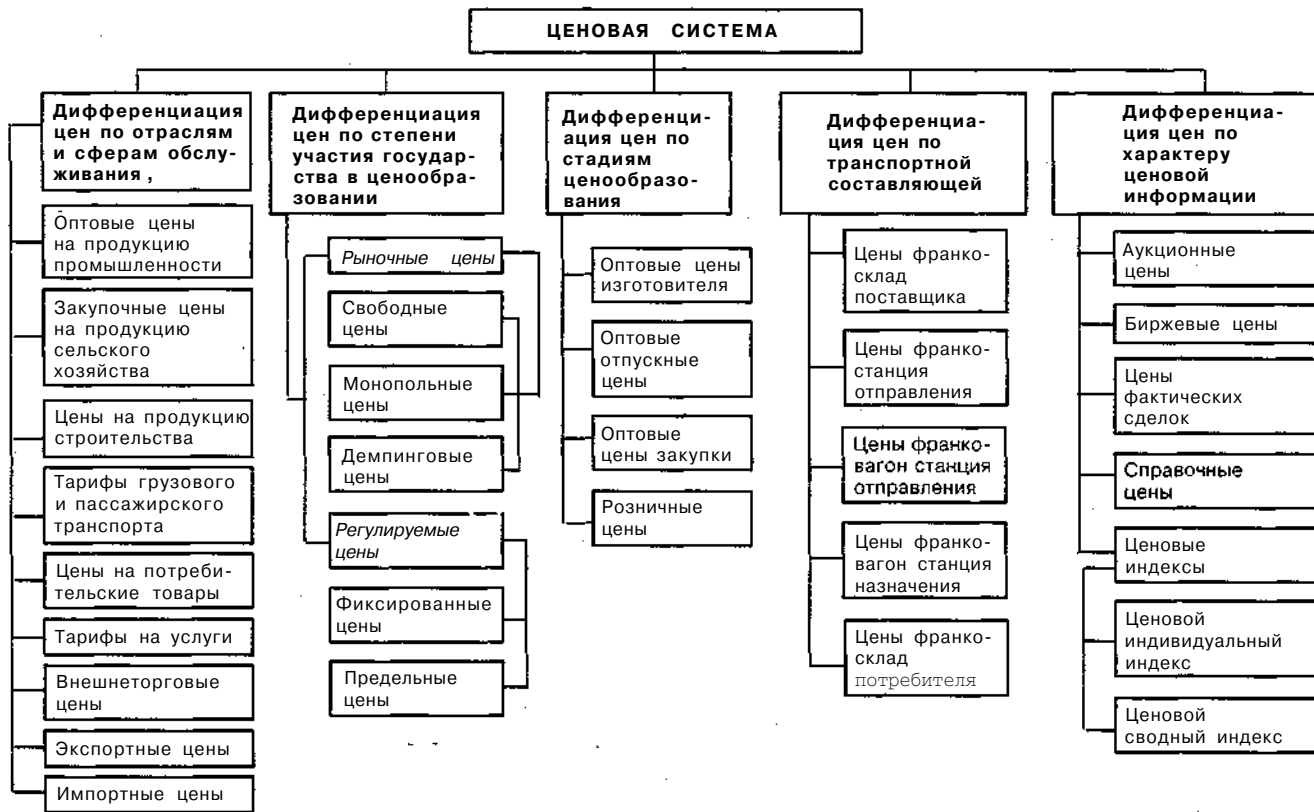 ЦЕНОВАЯ СИСТЕМА
Дифференциация
цен по отраслям
и сферам обслу-
живания,
Оптовые цены
на продукцию
промышленности
Закупочные цены
на продукцию
сельского
хозяйства
Цены на продукцию
строительства
Тарифы грузового
и пассажирского
транспорта
Цены на потреби-
тельские товары
Тарифы на услуги
Внешнеторговые
цены
Экспортные цены
Импортные цены
Дифференциация
цен по степени
участия государ-
ства в ценообра-
зовании
Рыночные цены
Свободные
цены
Монопольные
цены
Демпинговые
цены
Регулируемые
цены
Фиксированные
цены
Предельные
цены
Дифференци-
ация цен по
стадиям
ценообразо-
вания
Оптовые цены
изготовителя
Оптовые
отпускные
цены
Оптовые
цены закупки
Розничные
цены
Дифференциа-
ция цен по
транспортной
составляющей
Цены франко-
склад
поставщика
Цены франко-
станция
отправления
Цены франко-
вагон станция
отправления
Цены франко-
вагон станция
назначения
Цены франко-
склад
потребителя
Дифференциа-
ация цен по
характеру
ценовой
информации
Аукционные
цены
Биржевые цены
Цены
фактических
сделок
Справочные
цены
Ценовые
индексы
Ценовой
индивидуальный
индекс
Ценовой
сводный индекс